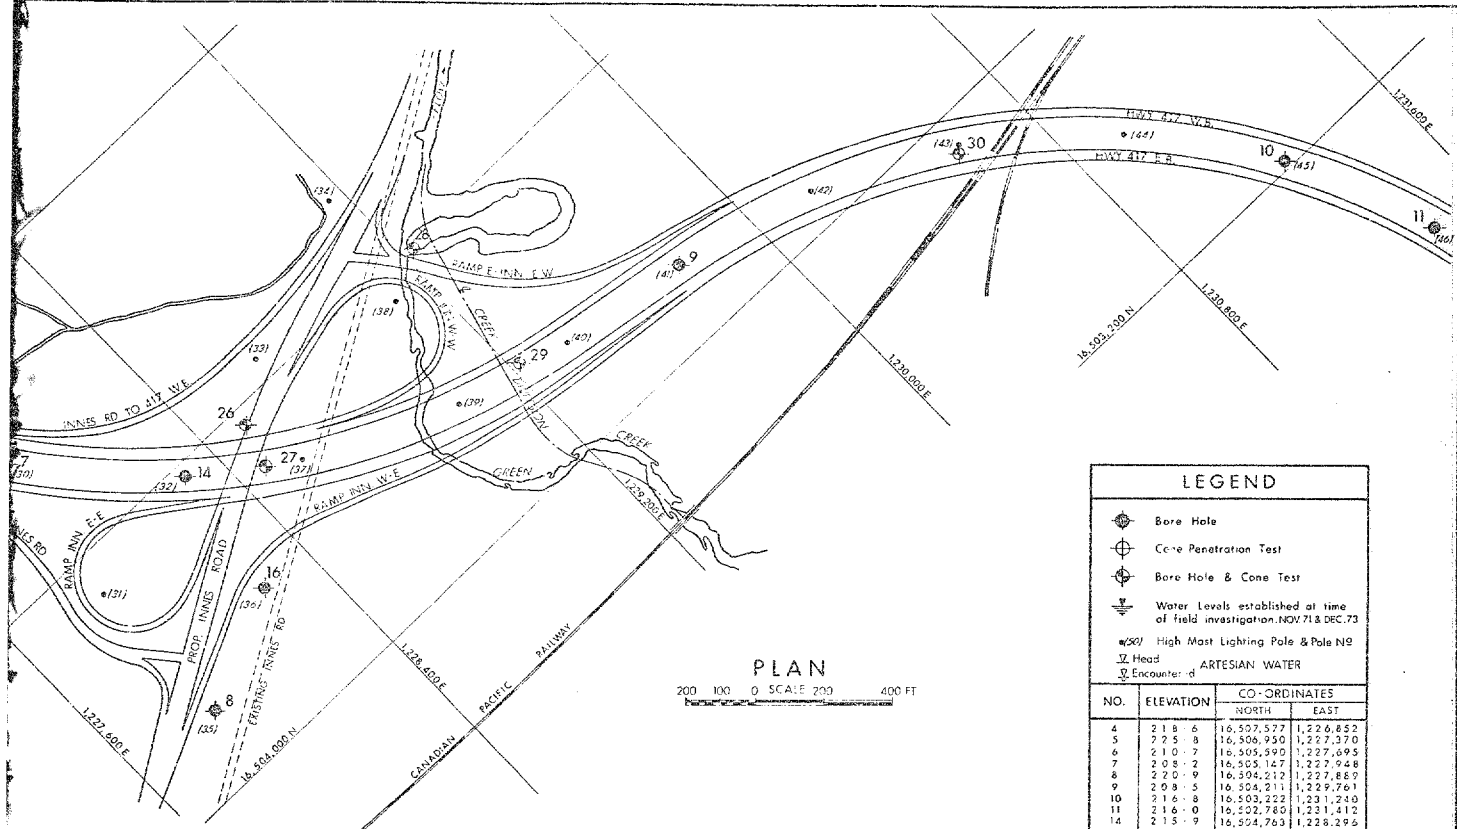 1,231,600 E
HWY 417 W.B.
(44)
HWY 417 E.B.
(43) 30
10
(45)
11
(46)
(42)
(34)
28
RAMP E-INN E.W.
(41) 9
(38)
CREEK
1,230,800 E
16,503,200 N
(33)
(40)
29
1,230,000 E
INNES RD TO 417 W.E.
(39)
26
CREEK
GREEN
7
(30)
14
(32)
27
(37)
RAMP INN W-E
1,229,200 E
RAMP INN E-E
PROP. INNIS ROAD
(31)
16
(36)
EXISTING INNES RD
8
(35)
1,227,600 E
1,228,400 E
16,504,000 N
CANADIAN PACIFIC RAILWAY
PLAN
200 100 0 SCALE 200 400 FT
LEGEND
Bore Hole
Cone Penetration Test
Bore Hole & Cone Test
Water Levels established at time
of field investigation. NOV. 71 & DEC. 73
(50) High Mast Lighting Pole & Pole Nº
Head
ARTESIAN WATER
Encountered
NO. ELEVATION CO-ORDINATES
NORTH EAST
4 218.6 16,507,577 1,226,852
5 225.8 16,506,950 1,227,370
6 210.7 16,505,590 1,227,695
7 208.2 16,505,147 1,227,948
8 220.9 16,504,212 1,227,889
9 208.5 16,504,211 1,229,761
10 216.8 16,503,222 1,231,240
11 216.0 16,502,780 1,231,412
14 215.9 16,504,763 1,228,296